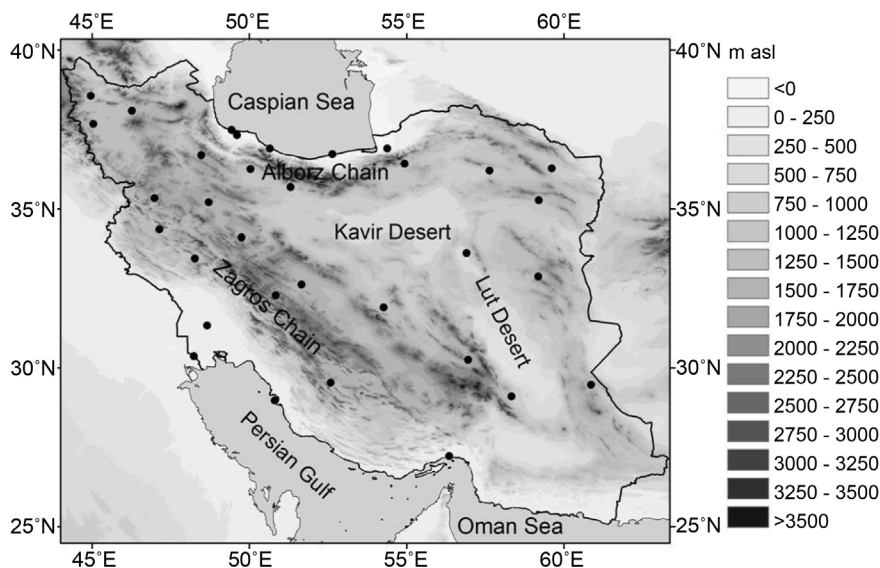 45°E 50°E 55°E 60°E
40°N
40°N
m asl
<0
0 - 250
250 - 500
500 - 750
750 - 1000
1000 - 1250
1250 - 1500
1500 - 1750
1750 - 2000
2000 - 2250
2250 - 2500
2500 - 2750
2750 - 3000
3000 - 3250
3250 - 3500
>3500
Caspian Sea
Alborz Chain
35°N
35°N
Kavir Desert
Zagros Chain
Lut Desert
30°N
30°N
Persian Gulf
25°N
Oman Sea
25°N
45°E 50°E 55°E 60°E